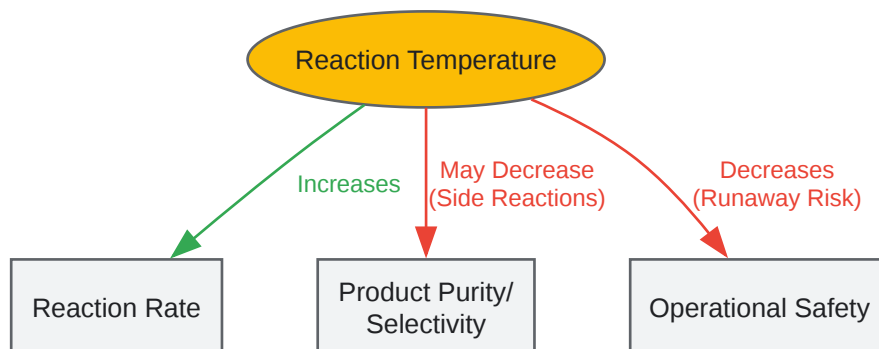 Reaction Temperature
Increases
May Decrease
(Side Reactions)
Decreases
(Runaway Risk)
Reaction Rate
Product Purity/
Selectivity
Operational Safety